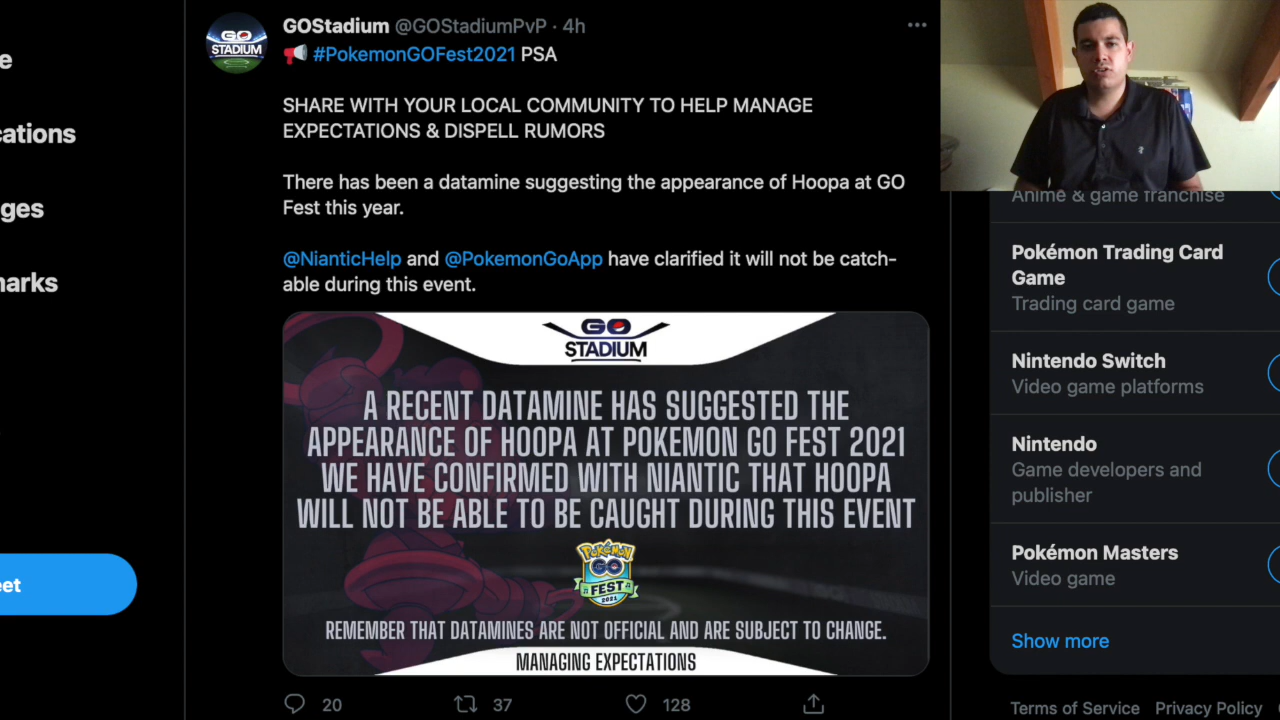 GOStadium @GOStadiumPvP · 4h
#PokemonGOFest2021 PSA
SHARE WITH YOUR LOCAL COMMUNITY TO HELP MANAGE
EXPECTATIONS & DISPELL RUMORS
There has been a datamine suggesting the appearance of Hoopa at GO
Fest this year.
@NianticHelp and @PokemonGoApp have clarified it will not be catch-
able during this event.
GO
STADIUM
GO
STADIUM
A RECENT DATAMINE HAS SUGGESTED THE
APPEARANCE OF HOOPA AT POKEMON GO FEST 2021
WE HAVE CONFIRMED WITH NIANTIC THAT HOOPA
WILL NOT BE ABLE TO BE CAUGHT DURING THIS EVENT
POKÉMON
GO
FEST
2021
REMEMBER THAT DATAMINES ARE NOT OFFICIAL AND ARE SUBJECT TO CHANGE.
MANAGING EXPECTATIONS
20
37
128
e
cations
ges
narks
eet
Anime & game franchise
Pokémon Trading Card
Game
Trading card game
Nintendo Switch
Video game platforms
Nintendo
Game developers and
publisher
Pokémon Masters
Video game
Show more
Terms of Service Privacy Policy